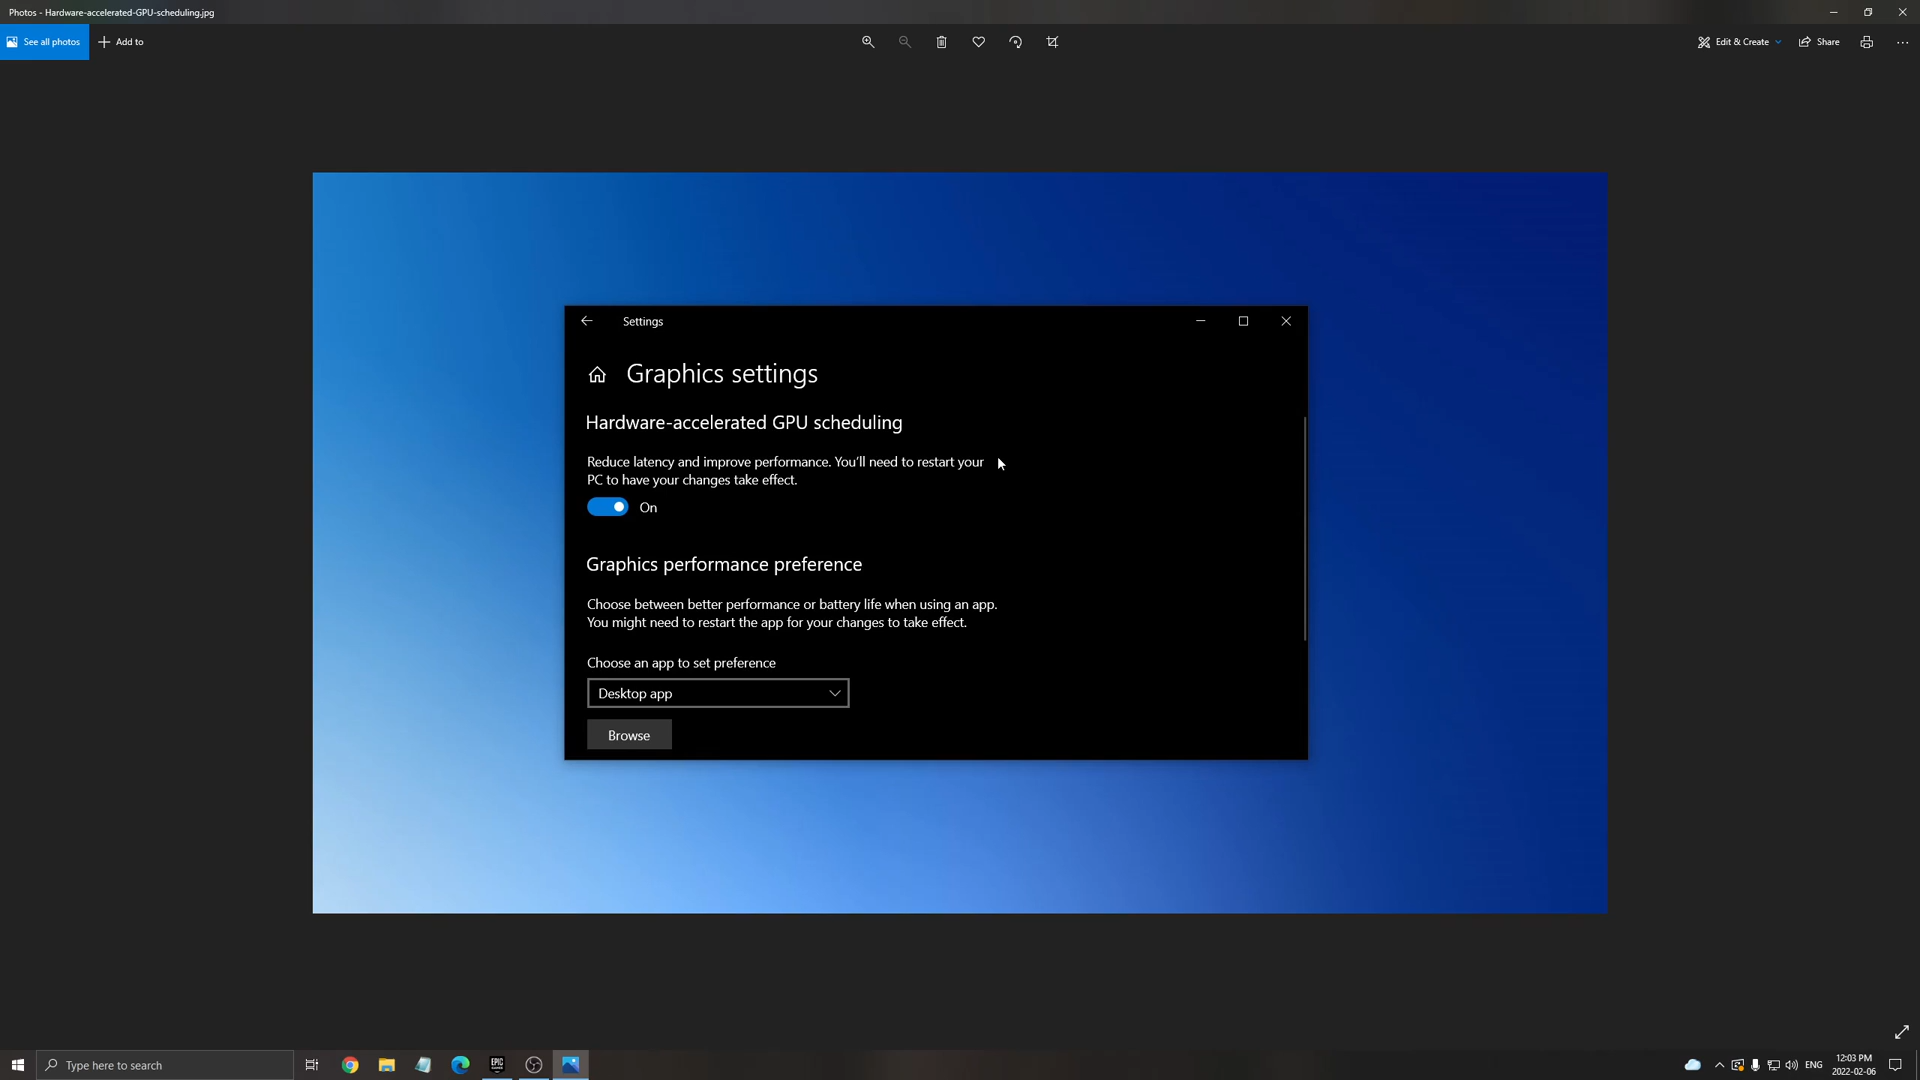 Photos - Hardware-accelerated-GPU-scheduling.jpg
See all photos
Add to
Edit & Create
Share
Settings
Graphics settings
Hardware-accelerated GPU scheduling
Reduce latency and improve performance. You'll need to restart your
PC to have your changes take effect.
On
Graphics performance preference
Choose between better performance or battery life when using an app.
You might need to restart the app for your changes to take effect.
Choose an app to set preference
Desktop app
Browse
Type here to search
EPIC
GAMES
ENG
12:03 PM
2022-02-06